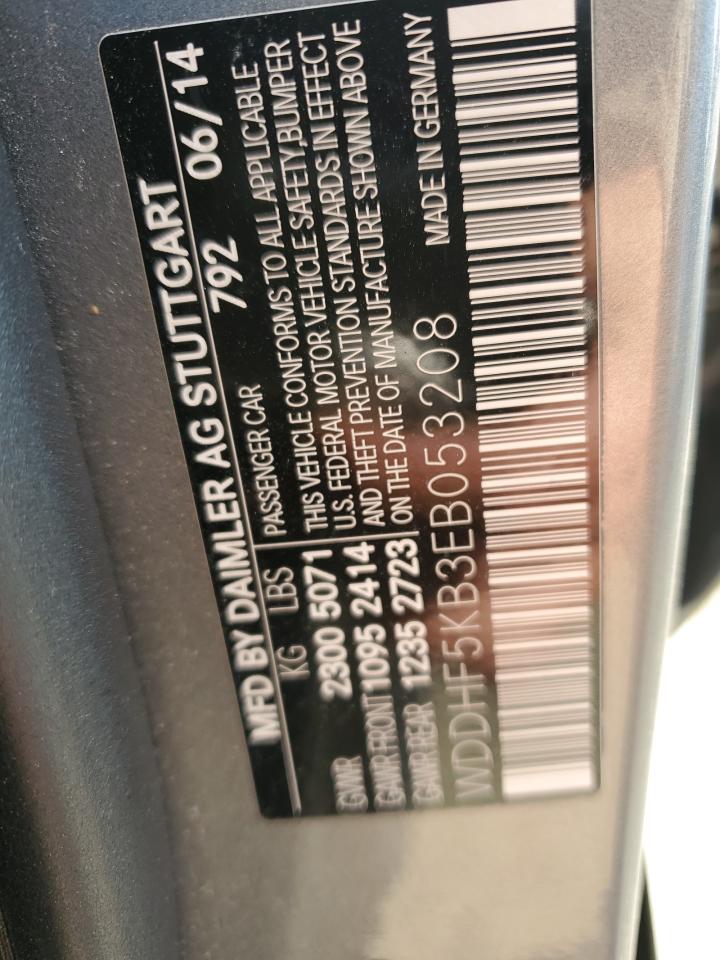 MFD BY DAIMLER AG STUTTGART
792 06/14
KG LBS
GVWR 2300 5071
GAWR FRONT 1095 2414
GAWR REAR 1235 2723
PASSENGER CAR
THIS VEHICLE CONFORMS TO ALL APPLICABLE
U.S. FEDERAL MOTOR VEHICLE SAFETY,BUMPER
AND THEFT PREVENTION STANDARDS IN EFFECT
ON THE DATE OF MANUFACTURE SHOWN ABOVE
MADE IN GERMANY
WDDHF5KB3EB053208